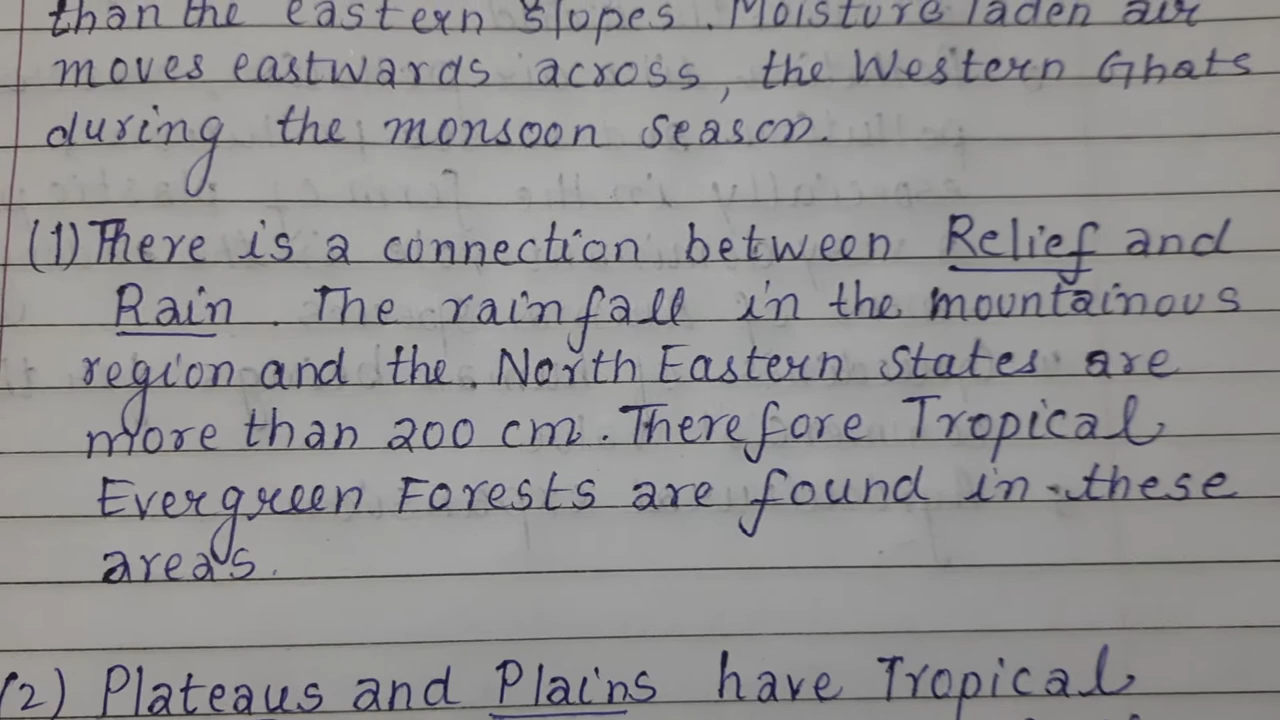 than the eastern slopes. Moisture laden air
moves eastwards across, the Western Ghats
during the monsoon season.
(1) There is a connection between Relief and
Rain. The rainfall in the mountainous
region and the North Eastern States are
more than 200 cm. Therefore Tropical
Evergreen Forests are found in these
areas.
(2) Plateaus and Plains have Tropical